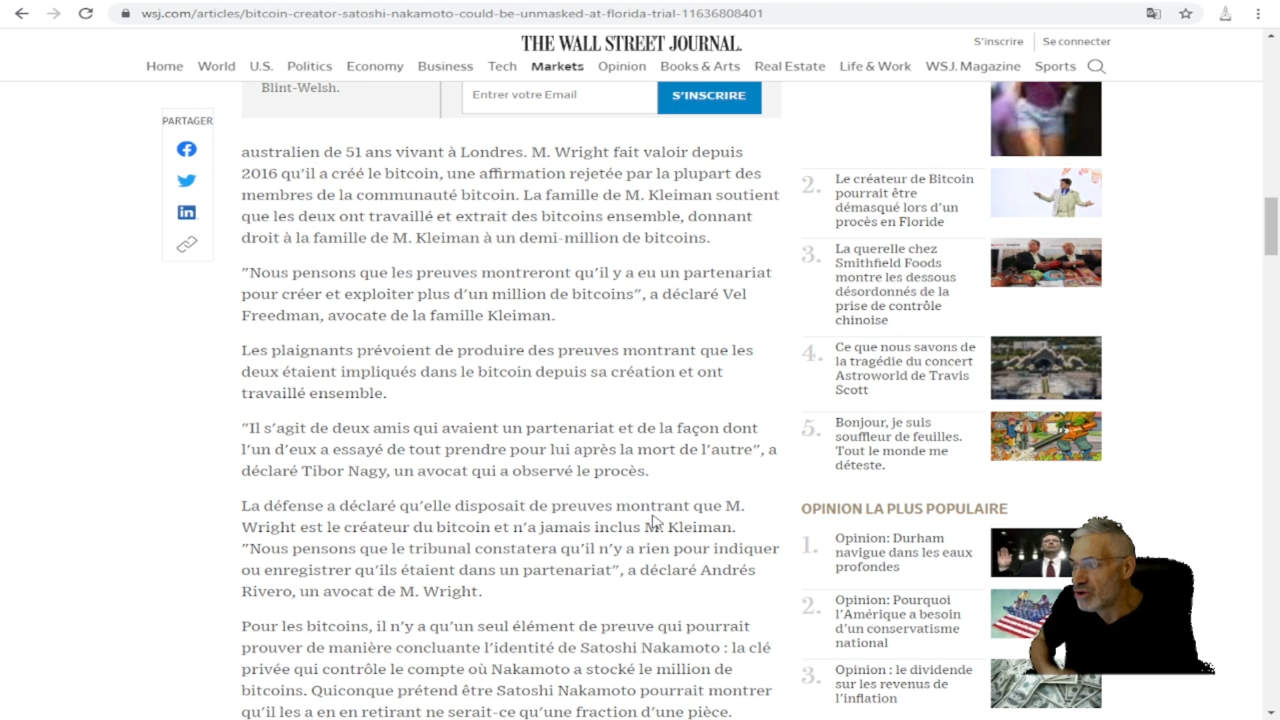 wsj.com/articles/bitcoin-creator-satoshi-nakamoto-could-be-unmasked-at-florida-trial-11636808401
THE WALL STREET JOURNAL.
S'inscrire
Se connecter
Home World U.S. Politics Economy Business Tech Markets Opinion Books & Arts Real Estate Life & Work WSJ. Magazine Sports
Blint-Welsh.
Entrer votre Email
S'INSCRIRE
PARTAGER
australien de 51 ans vivant à Londres. M. Wright fait valoir depuis
2016 qu'il a créé le bitcoin, une affirmation rejetée par la plupart des
membres de la communauté bitcoin. La famille de M. Kleiman soutient
que les deux ont travaillé et extrait des bitcoins ensemble, donnant
droit à la famille de M. Kleiman à un demi-million de bitcoins.
"Nous pensons que les preuves montreront qu'il y a eu un partenariat
pour créer et exploiter plus d'un million de bitcoins", a déclaré Vel
Freedman, avocate de la famille Kleiman.
Les plaignants prévoient de produire des preuves montrant que les
deux étaient impliqués dans le bitcoin depuis sa création et ont
travaillé ensemble.
"Il s'agit de deux amis qui avaient un partenariat et de la façon dont
l'un d'eux a essayé de tout prendre pour lui après la mort de l'autre", a
déclaré Tibor Nagy, un avocat qui a observé le procès.
La défense a déclaré qu'elle disposait de preuves montrant que M.
Wright est le créateur du bitcoin et n'a jamais inclus M. Kleiman.
"Nous pensons que le tribunal constatera qu'il n'y a rien pour indiquer
ou enregistrer qu'ils étaient dans un partenariat", a déclaré Andrés
Rivero, un avocat de M. Wright.
Pour les bitcoins, il n'y a qu'un seul élément de preuve qui pourrait
prouver de manière concluante l'identité de Satoshi Nakamoto : la clé
privée qui contrôle le compte où Nakamoto a stocké le million de
bitcoins. Quiconque prétend être Satoshi Nakamoto pourrait montrer
qu'il les a en en retirant ne serait-ce qu'une fraction d'une pièce.
2.
Le créateur de Bitcoin
pourrait être
démasqué lors d'un
procès en Floride
3.
La querelle chez
Smithfield Foods
montre les dessous
désordonnés de la
prise de contrôle
chinoise
4.
Ce que nous savons de
la tragédie du concert
Astroworld de Travis
Scott
5.
Bonjour, je suis
souffleur de feuilles.
Tout le monde me
déteste.
OPINION LA PLUS POPULAIRE
1.
Opinion: Durham
navigue dans les eaux
profondes
2.
Opinion: Pourquoi
l'Amérique a besoin
d'un conservatisme
national
3.
Opinion : le dividende
sur les revenus de
l'inflation